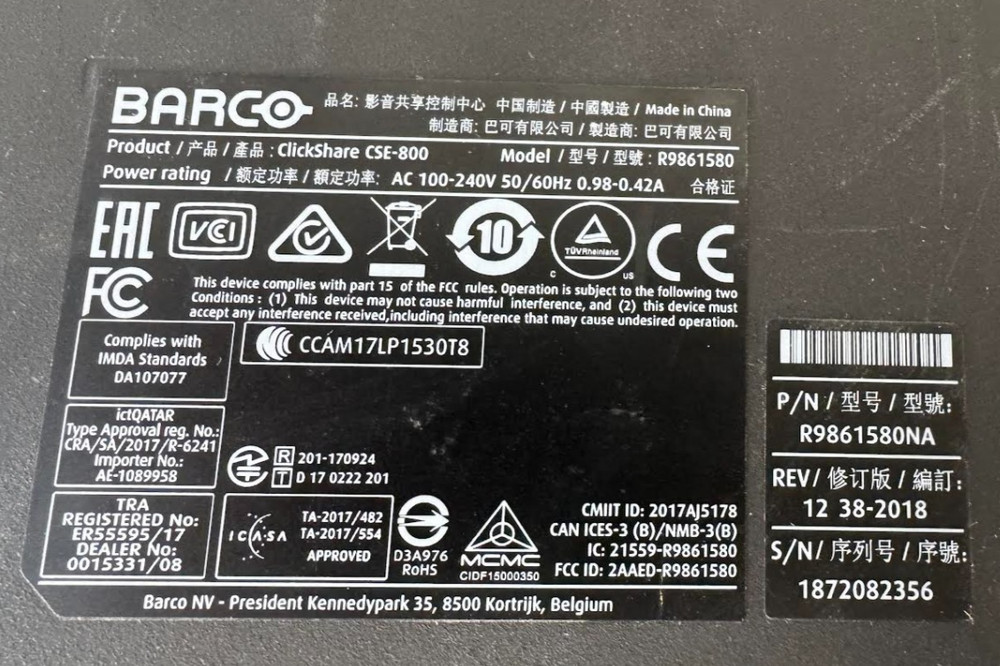 BARCO 品名: 影音共享控制中心 中国制造 / 中國製造 / Made in China
制造商: 巴可有限公司 / 製造商: 巴可有限公司
Product / 产品 / 產品 : ClickShare CSE-800 Model / 型号 / 型號 : R9861580
Power rating / 额定功率 / 額定功率: AC 100-240V 50/60Hz 0.98-0.42A 合格证
EAC VCI 10 TÜVRheinland C US CE
FC
This device complies with part 15 of the FCC rules. Operation is subject to the following two
Conditions : (1) This device may not cause harmful interference, and (2) this device must
accept any interference received,including interference that may cause undesired operation.
Complies with
IMDA Standards
DA107077
CCAM17LP1530T8
ictQATAR
Type Approval reg. No.:
CRA/SA/2017/R-6241
Importer No.:
AE-1089958
R 201-170924
T D 17 0222 201
TRA
REGISTERED No:
ER55595/17
DEALER No:
0015331/08
ICASA
TA-2017/482
TA-2017/554
APPROVED
D3A976
RoHS
MCMC
CIDF15000350
CMIIT ID: 2017AJ5178
CAN ICES-3 (B)/NMB-3(B)
IC: 21559-R9861580
FCC ID: 2AAED-R9861580
Barco NV - President Kennedypark 35, 8500 Kortrijk, Belgium
P/N / 型号 / 型號:
R9861580NA
REV/ 修订版 / 編訂:
12 38-2018
S/N/ 序列号 / 序號:
1872082356